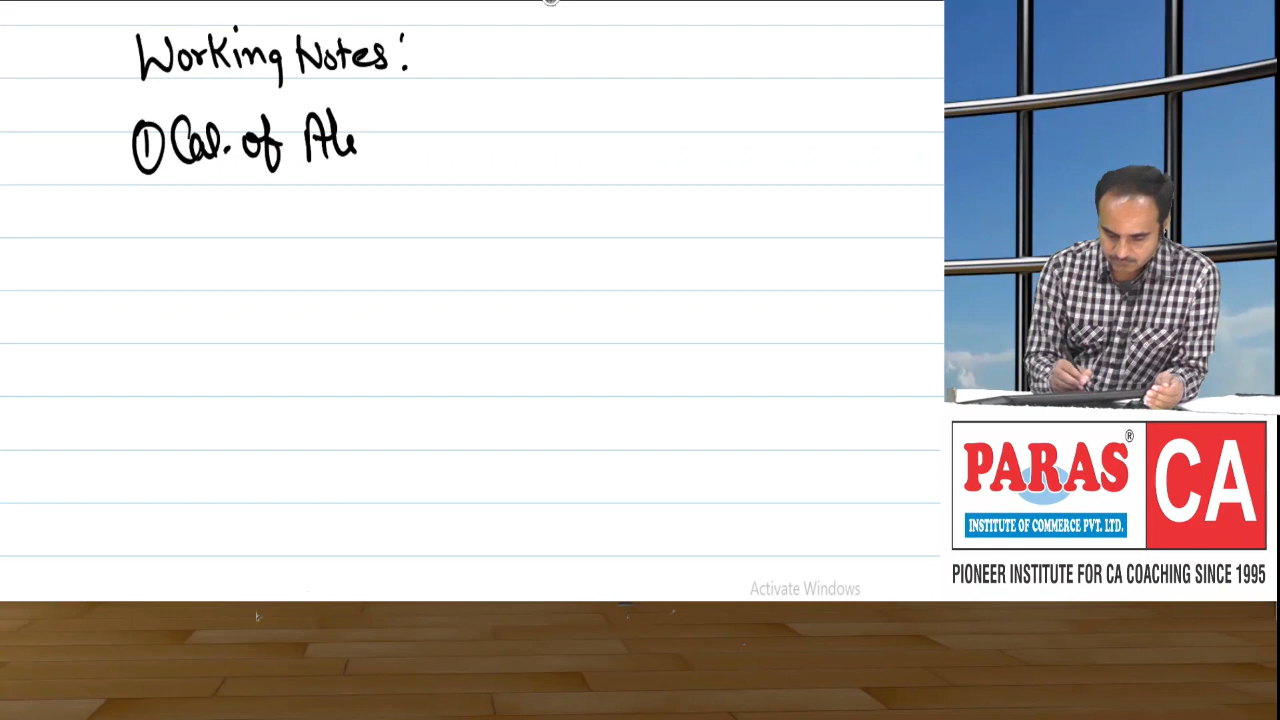 Working Notes:
① Cal. of
Activate Windows
PARAS®
INSTITUTE OF COMMERCE PVT. LTD.
CA
PIONEER INSTITUTE FOR CA COACHING SINCE 1995